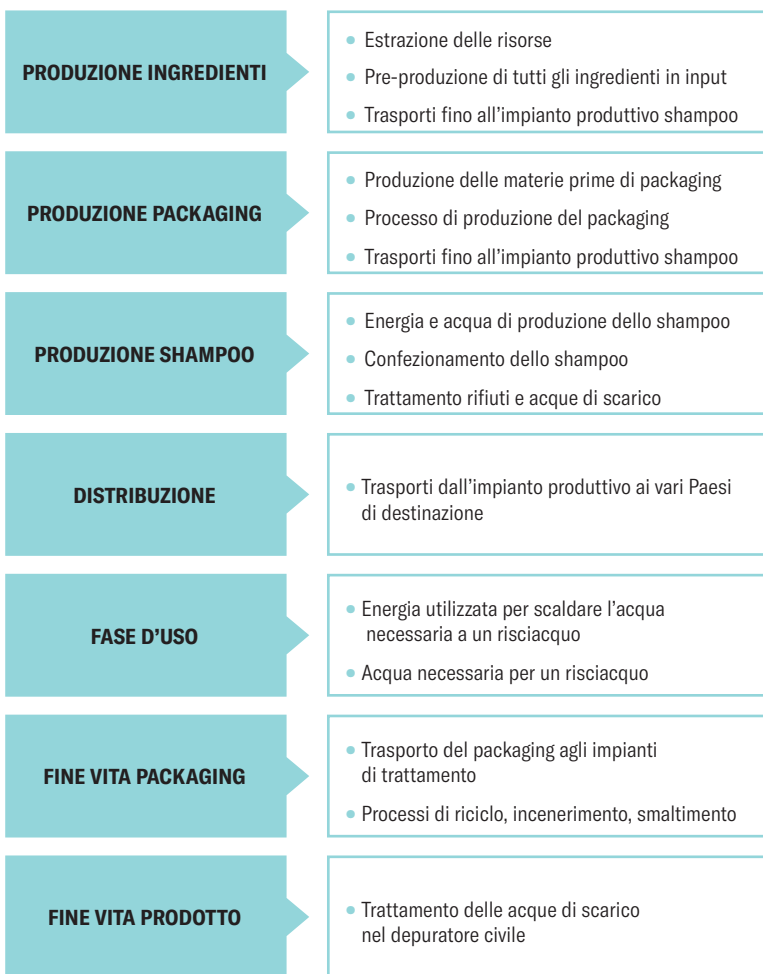 PRODUZIONE INGREDIENTI
• Estrazione delle risorse
• Pre-produzione di tutti gli ingredienti in input
• Trasporti fino all’impianto produttivo shampoo
PRODUZIONE PACKAGING
• Produzione delle materie prime di packaging
• Processo di produzione del packaging
• Trasporti fino all’impianto produttivo shampoo
PRODUZIONE SHAMPOO
• Energia e acqua di produzione dello shampoo
• Confezionamento dello shampoo
• Trattamento rifiuti e acque di scarico
DISTRIBUZIONE
• Trasporti dall’impianto produttivo ai vari Paesi
di destinazione
FASE D’USO
• Energia utilizzata per scaldare l’acqua
necessaria a un risciacquo
• Acqua necessaria per un risciacquo
FINE VITA PACKAGING
• Trasporto del packaging agli impianti
di trattamento
• Processi di riciclo, incenerimento, smaltimento
FINE VITA PRODOTTO
• Trattamento delle acque di scarico
nel depuratore civile